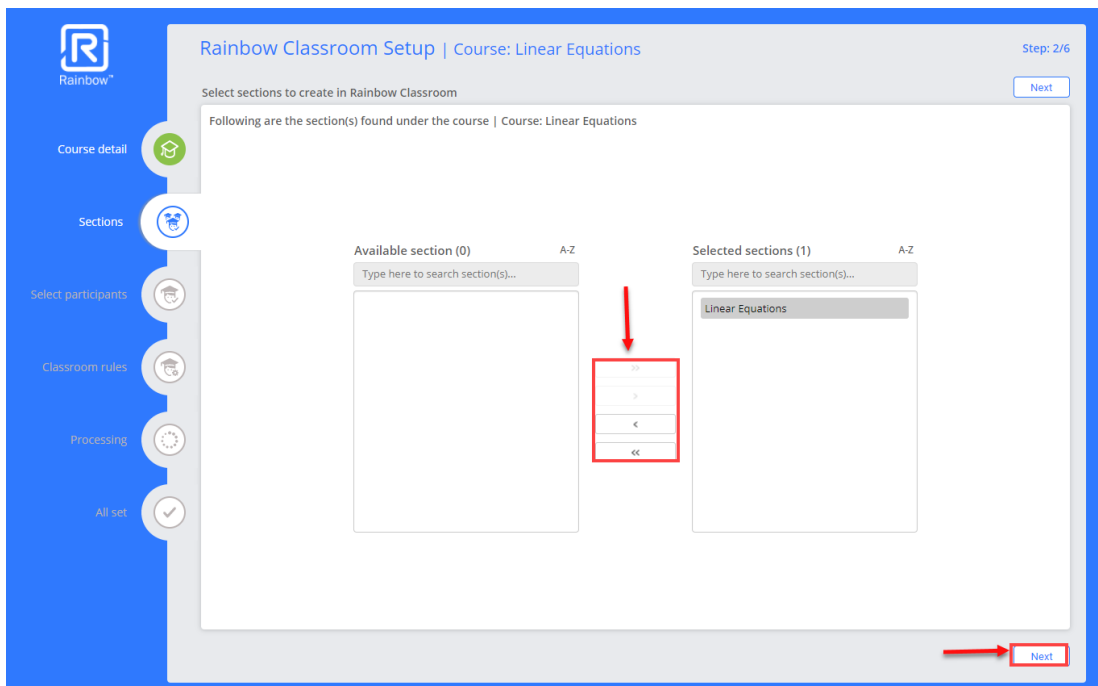 Rainbow™
Rainbow Classroom Setup | Course: Linear Equations
Step: 2/6
Select sections to create in Rainbow Classroom
Next
Following are the section(s) found under the course | Course: Linear Equations
Course detail
Sections
Select participants
Classroom rules
Processing
All set
Available section (0)
A-Z
Type here to search section(s)...
»
>
<
«
Selected sections (1)
A-Z
Type here to search section(s)...
Linear Equations
Next